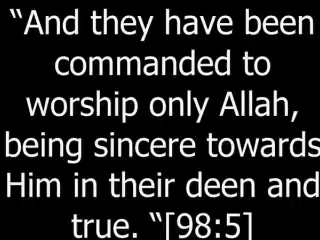 “And they have been
commanded to
worship only Allah,
being sincere towards
Him in their deen and
true. “[98:5]